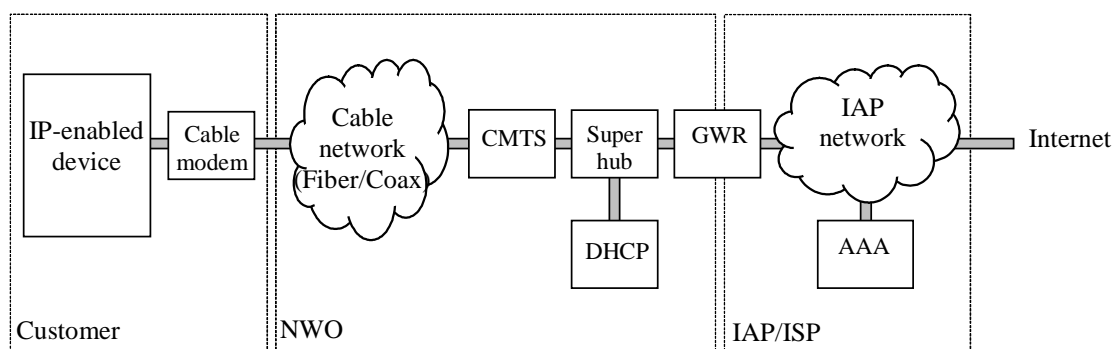 IP-enabled
device
Cable
modem
Cable
network
(Fiber/Coax)
CMTS
Super
hub
DHCP
GWR
IAP
network
AAA
Internet
Customer
NWO
IAP/ISP